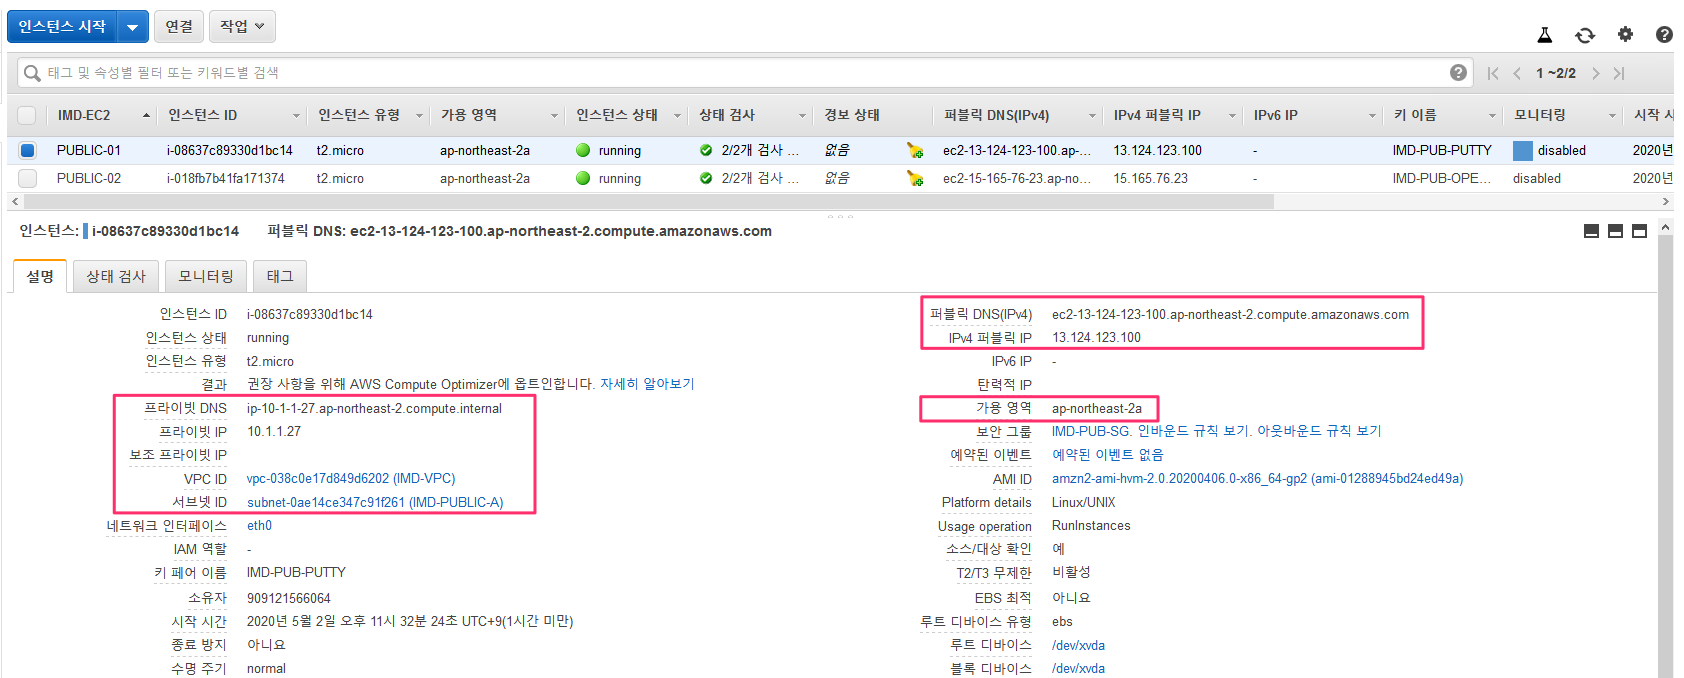 인스턴스 시작 연결 작업
태그 및 속성별 필터 또는 키워드별 검색 1 ~2/2
IMD-EC2 인스턴스 ID 인스턴스 유형 가용 영역 인스턴스 상태 상태 검사 경보 상태 퍼블릭 DNS(IPv4) IPv4 퍼블릭 IP IPv6 IP 키 이름 모니터링 시작 시
PUBLIC-01 i-08637c89330d1bc14 t2.micro ap-northeast-2a running 2/2개 검사 ... 없음 ec2-13-124-123-100.ap-... 13.124.123.100 - IMD-PUB-PUTTY disabled 2020년
PUBLIC-02 i-018fb7b41fa171374 t2.micro ap-northeast-2a running 2/2개 검사 ... 없음 ec2-15-165-76-23.ap-no... 15.165.76.23 - IMD-PUB-OPE... disabled 2020년
인스턴스: i-08637c89330d1bc14 퍼블릭 DNS: ec2-13-124-123-100.ap-northeast-2.compute.amazonaws.com
설명 상태 검사 모니터링 태그
인스턴스 ID i-08637c89330d1bc14
인스턴스 상태 running
인스턴스 유형 t2.micro
결과 권장 사항을 위해 AWS Compute Optimizer에 옵트인합니다. 자세히 알아보기
프라이빗 DNS ip-10-1-1-27.ap-northeast-2.compute.internal
프라이빗 IP 10.1.1.27
보조 프라이빗 IP
VPC ID vpc-038c0e17d849d6202 (IMD-VPC)
서브넷 ID subnet-0ae14ce347c91f261 (IMD-PUBLIC-A)
네트워크 인터페이스 eth0
IAM 역할 -
키 페어 이름 IMD-PUB-PUTTY
소유자 909121566064
시작 시간 2020년 5월 2일 오후 11시 32분 24초 UTC+9(1시간 미만)
종료 방지 아니요
수명 주기 normal
퍼블릭 DNS(IPv4) ec2-13-124-123-100.ap-northeast-2.compute.amazonaws.com
IPv4 퍼블릭 IP 13.124.123.100
IPv6 IP -
탄력적 IP
가용 영역 ap-northeast-2a
보안 그룹 IMD-PUB-SG. 인바운드 규칙 보기. 아웃바운드 규칙 보기
예약된 이벤트 예약된 이벤트 없음
AMI ID amzn2-ami-hvm-2.0.20200406.0-x86_64-gp2 (ami-01288945bd24ed49a)
Platform details Linux/UNIX
Usage operation RunInstances
소스/대상 확인 예
T2/T3 무제한 비활성
EBS 최적 아니요
루트 디바이스 유형 ebs
루트 디바이스 /dev/xvda
블록 디바이스 /dev/xvda